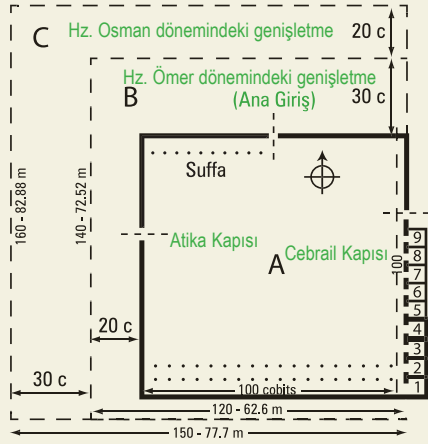 C
Hz. Osman dönemindeki genişletme
20 c
Hz. Ömer dönemindeki genişletme
B
(Ana Giriş)
30 c
Suffa
160 - 82.88 m
140 - 72.52 m
Atika Kapısı
A
Cebrail Kapısı
100
9
8
7
6
5
4
3
2
1
20 c
30 c
100 cobits
120 - 62.6 m
150 - 77.7 m